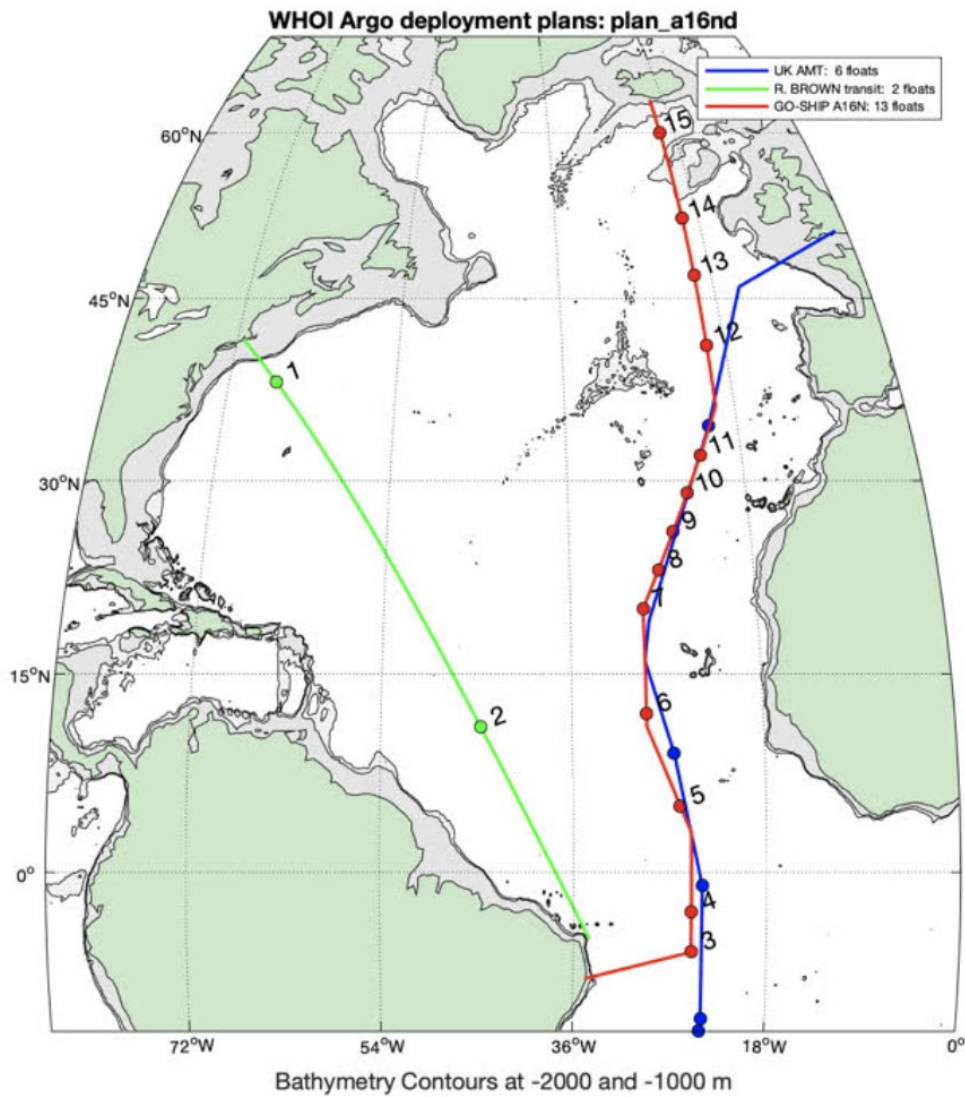 WHOI Argo deployment plans: plan_a16nd
UK AMT: 6 floats
R. BROWN transit: 2 floats
GO-SHIP A16N: 13 floats
60°N
15
14
13
45°N
12
1
11
30°N
10
9
8
7
15°N
6
2
5
0°
4
3
72°W 54°W 36°W 18°W 0°
Bathymetry Contours at -2000 and -1000 m